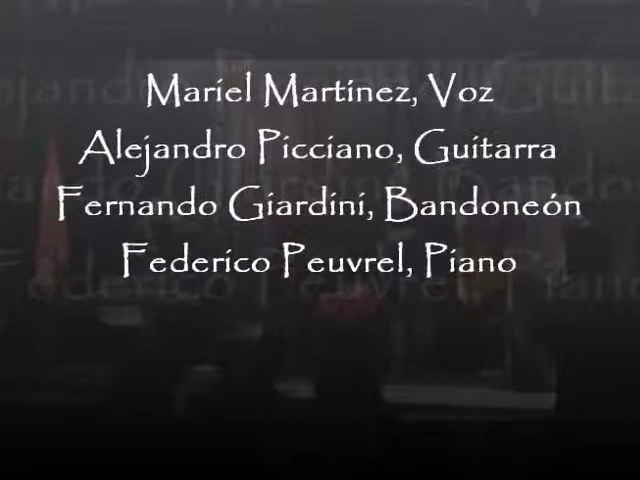 Mariel Martínez, Voz
Alejandro Picciano, Guitarra
Fernando Giardini, Bandoneón
Federico Peuvrel, Piano